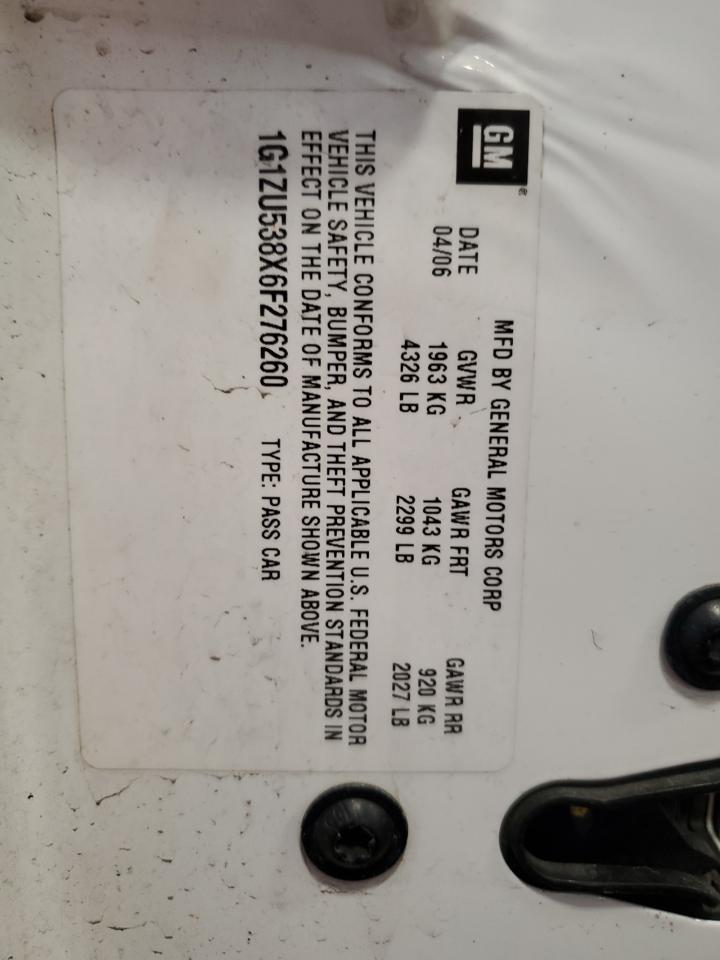 GM®
MFD BY GENERAL MOTORS CORP
DATE GVWR GAWR FRT GAWR RR
04/06 1963 KG 1043 KG 920 KG
4326 LB 2299 LB 2027 LB
THIS VEHICLE CONFORMS TO ALL APPLICABLE U.S. FEDERAL MOTOR
VEHICLE SAFETY, BUMPER, AND THEFT PREVENTION STANDARDS IN
EFFECT ON THE DATE OF MANUFACTURE SHOWN ABOVE.
1G1ZU538X6F276260 TYPE: PASS CAR